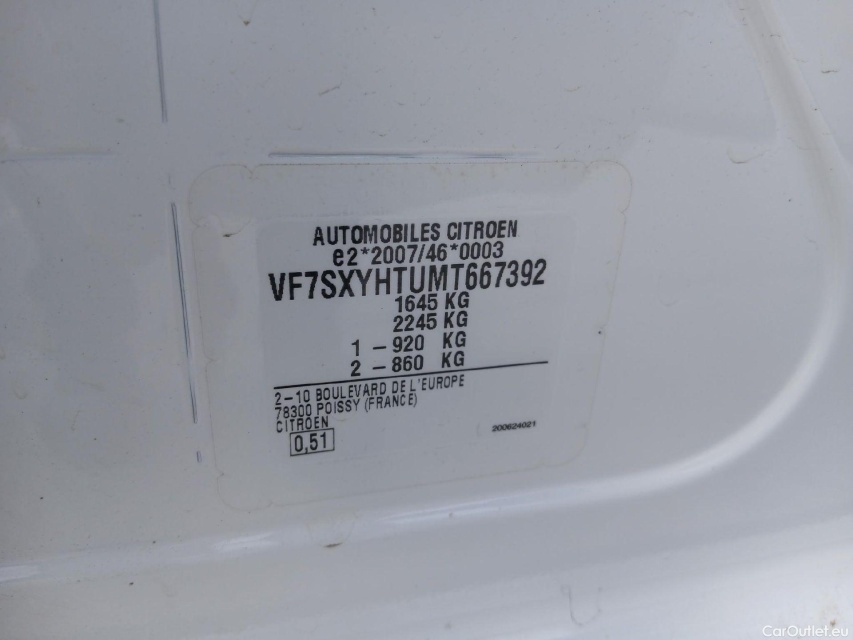 AUTOMOBILES CITROEN
e2*2007/46*0003
VF7SXYHTUMT667392
1645 KG
2245 KG
1 – 920 KG
2 – 860 KG
2–10 BOULEVARD DE L'EUROPE
78300 POISSY (FRANCE)
CITROEN
0,51
200624021
CarOutlet.eu